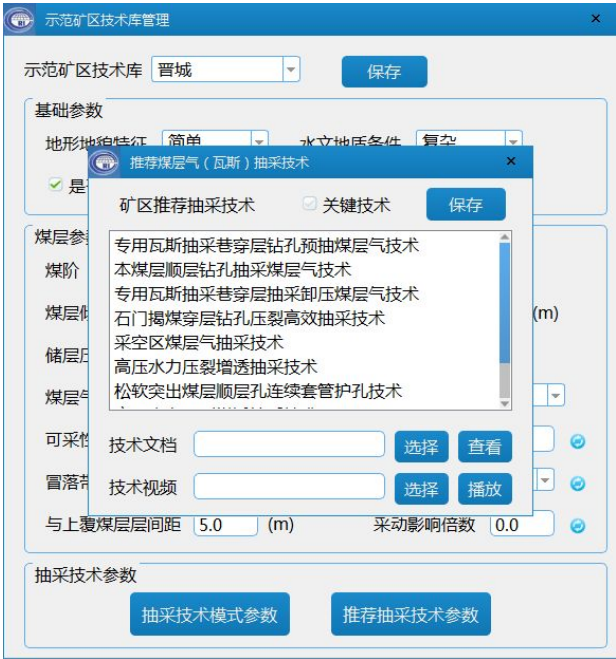 示范矿区技术库管理
示范矿区技术库 晋城 保存
基础参数
地形地貌特征 简单 水文地质条件 复杂
推荐煤层气（瓦斯）抽采技术
是
矿区推荐抽采技术 关键技术 保存
煤层参
专用瓦斯抽采巷穿层钻孔预抽煤层气技术
煤阶
本煤层顺层钻孔抽采煤层气技术
专用瓦斯抽采巷穿层抽采卸压煤层气技术
煤层 (m)
石门揭煤穿层钻孔压裂高效抽采技术
采空区煤层气抽采技术
储层
高压水力压裂增透抽采技术
煤层气
松软突出煤层顺层孔连续套管护孔技术
可采性
技术文档 选择 查看
冒落带
技术视频 选择 播放
与上覆煤层层间距 5.0 (m) 采动影响倍数 0.0
抽采技术参数
抽采技术模式参数 推荐抽采技术参数